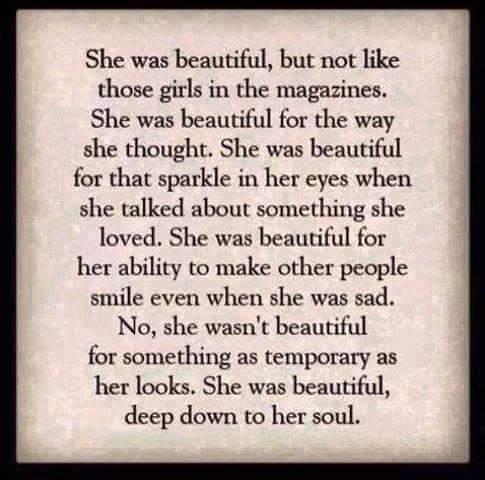 She was beautiful, but not like
those girls in the magazines.
She was beautiful for the way
she thought. She was beautiful
for that sparkle in her eyes when
she talked about something she
loved. She was beautiful for
her ability to make other people
smile even when she was sad.
No, she wasn't beautiful
for something as temporary as
her looks. She was beautiful,
deep down to her soul.